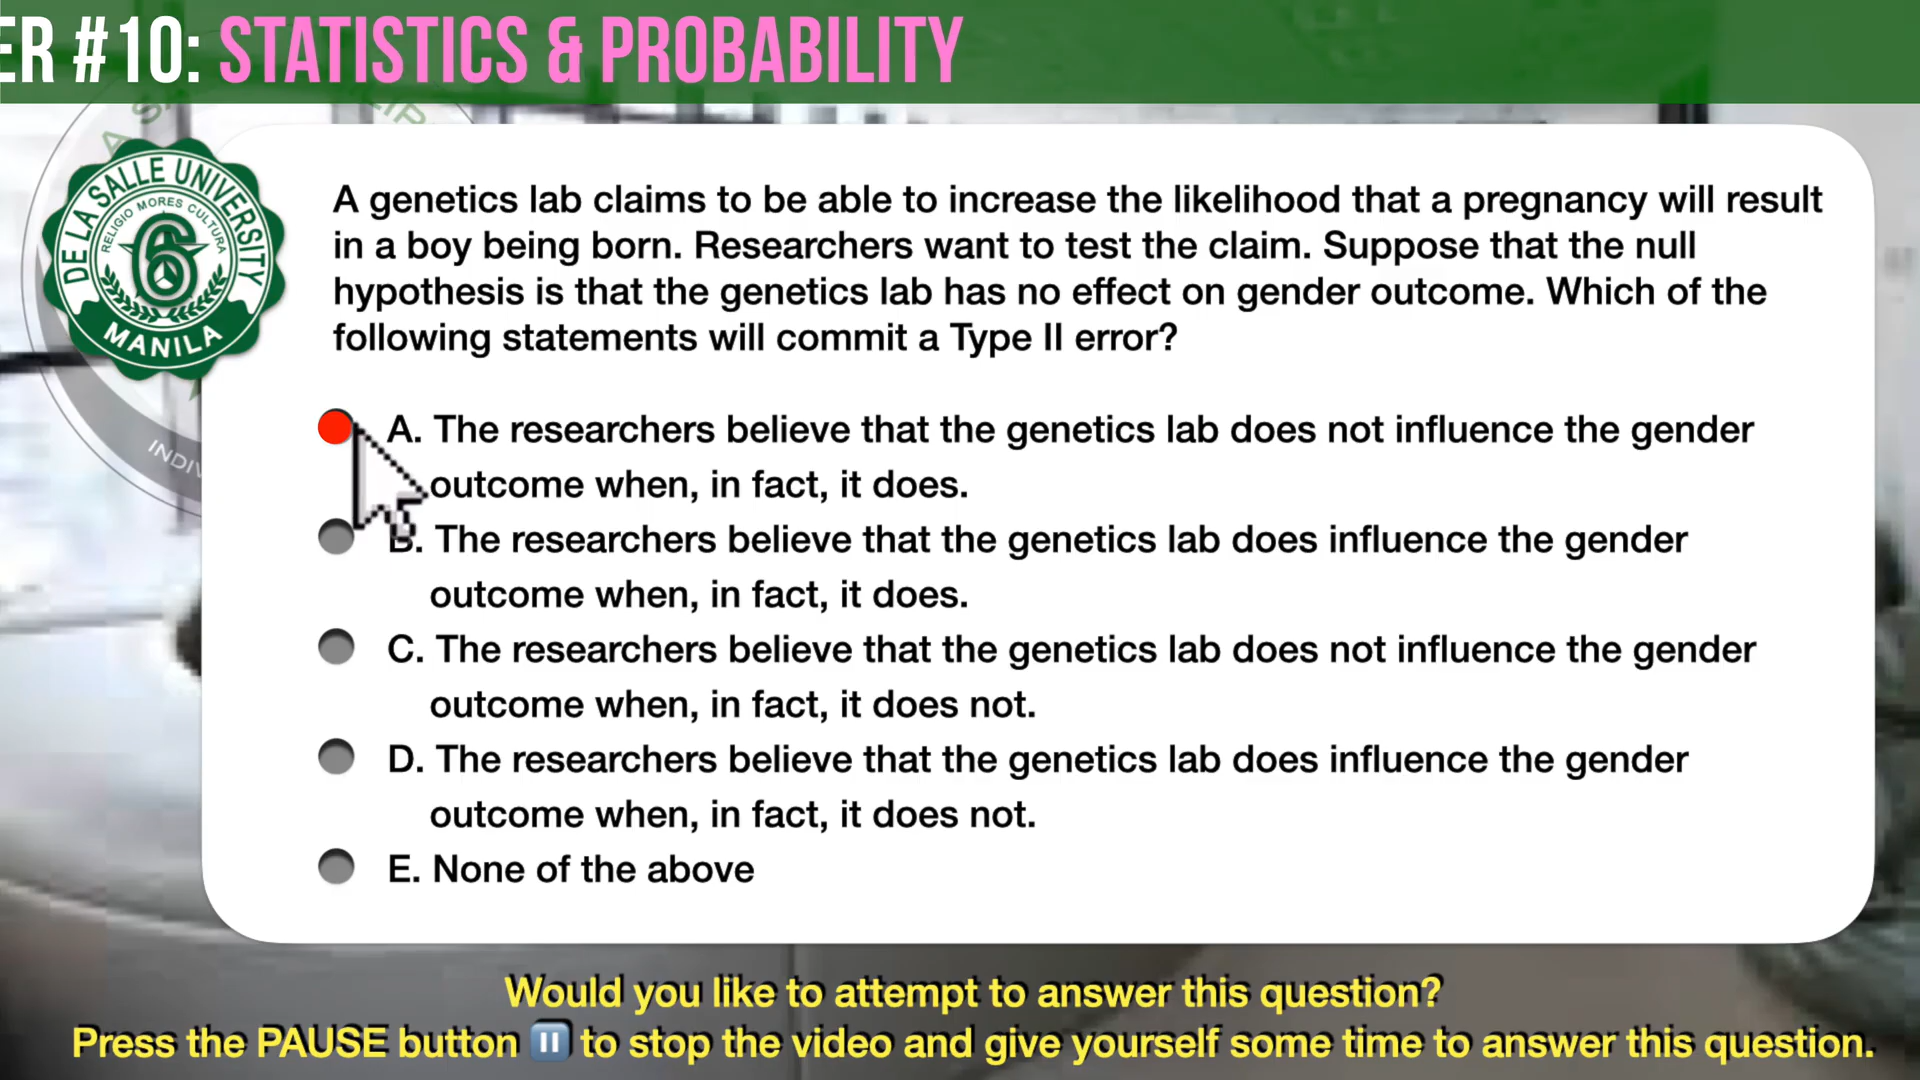 ER #10: STATISTICS & PROBABILITY
DE LA SALLE UNIVERSITY
RELIGIO MORES CULTURA
6
MANILA
A genetics lab claims to be able to increase the likelihood that a pregnancy will result
in a boy being born. Researchers want to test the claim. Suppose that the null
hypothesis is that the genetics lab has no effect on gender outcome. Which of the
following statements will commit a Type II error?
A. The researchers believe that the genetics lab does not influence the gender
outcome when, in fact, it does.
B. The researchers believe that the genetics lab does influence the gender
outcome when, in fact, it does.
C. The researchers believe that the genetics lab does not influence the gender
outcome when, in fact, it does not.
D. The researchers believe that the genetics lab does influence the gender
outcome when, in fact, it does not.
E. None of the above
Would you like to attempt to answer this question?
Press the PAUSE button ⏸ to stop the video and give yourself some time to answer this question.